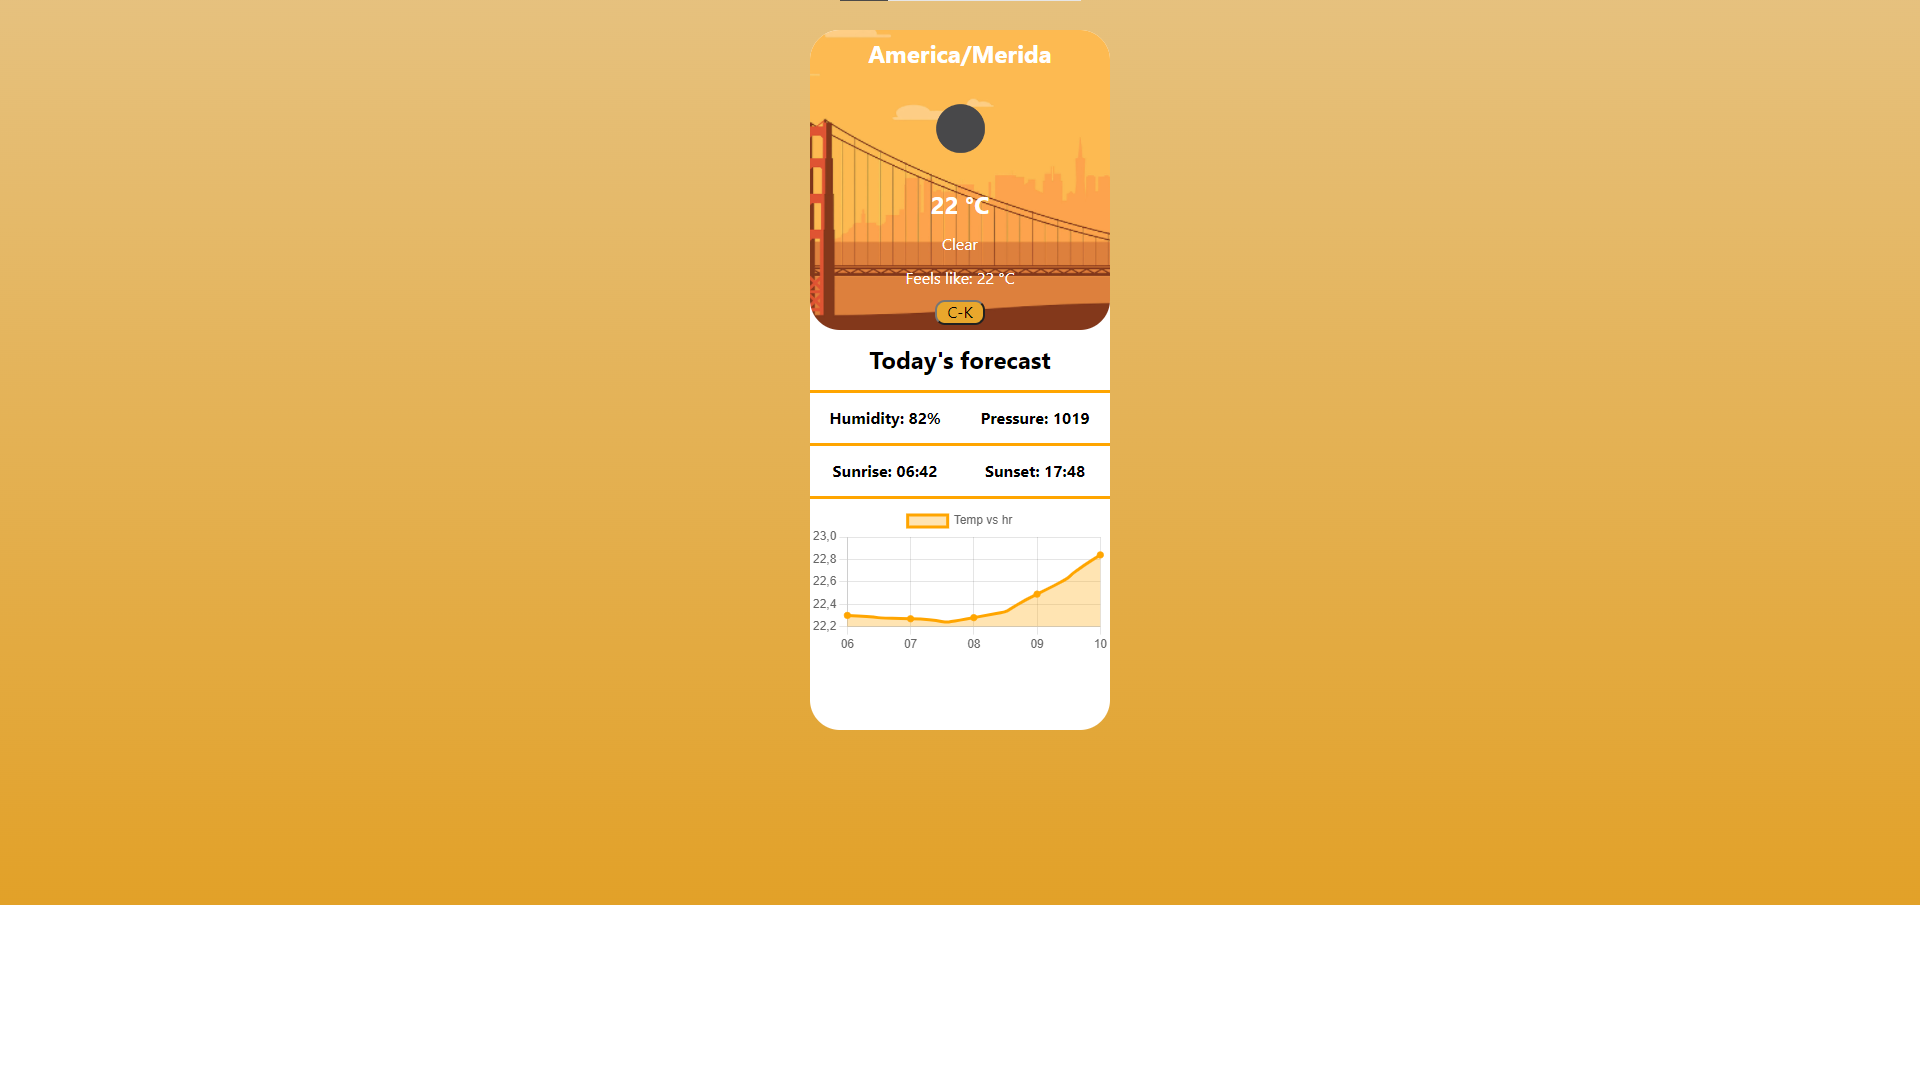 America/Merida
22 °C
Clear
Feels like: 22 °C
C-K
Today's forecast
Humidity: 82% Pressure: 1019
Sunrise: 06:42 Sunset: 17:48
Temp vs hr
23,0
22,8
22,6
22,4
22,2
06 07 08 09 10